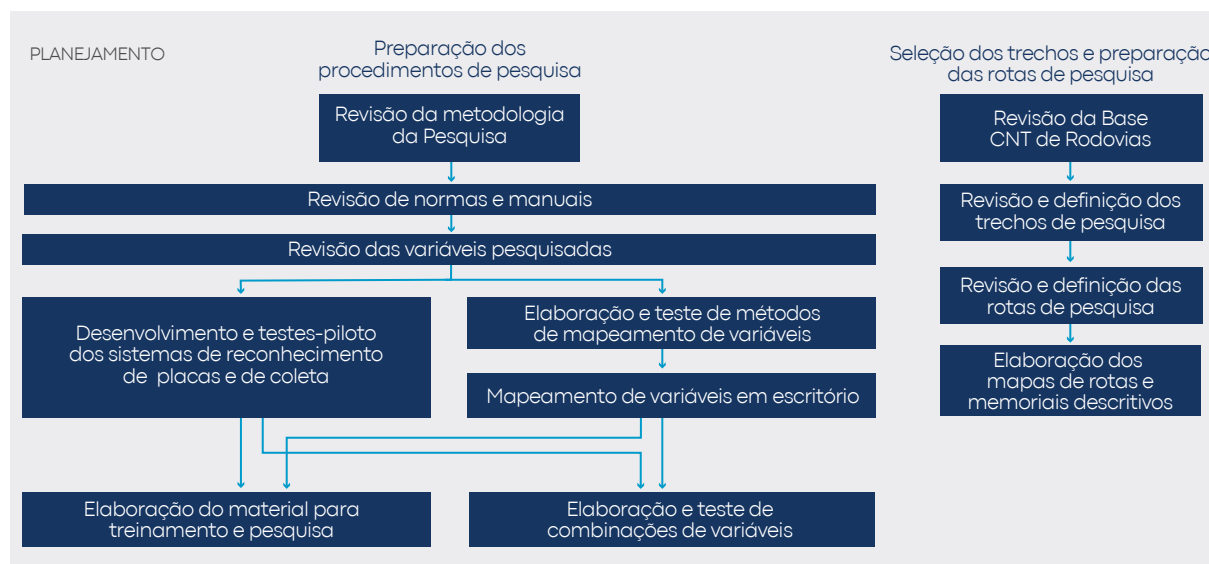 PLANEJAMENTO
Preparação dos
procedimentos de pesquisa
Revisão da metodologia
da Pesquisa
Revisão de normas e manuais
Revisão das variáveis pesquisadas
Desenvolvimento e testes-piloto
dos sistemas de reconhecimento
de placas e de coleta
Elaboração e teste de métodos
de mapeamento de variáveis
Mapeamento de variáveis em escritório
Elaboração do material para
treinamento e pesquisa
Elaboração e teste de
combinações de variáveis
Seleção dos trechos e preparação
das rotas de pesquisa
Revisão da Base
CNT de Rodovias
Revisão e definição dos
trechos de pesquisa
Revisão e definição das
rotas de pesquisa
Elaboração dos
mapas de rotas e
memoriais descritivos